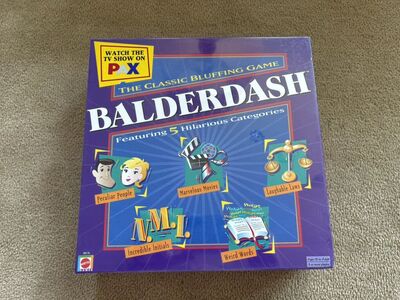 WATCH THE
TV SHOW ON
PAX
THE CLASSIC BLUFFING GAME
BALDERDASH
Featuring 5 Hilarious Categories
Peculiar People
Marvelous Movies
Laughable Laws
N.M.I.
Incredible Initials
Weird Words